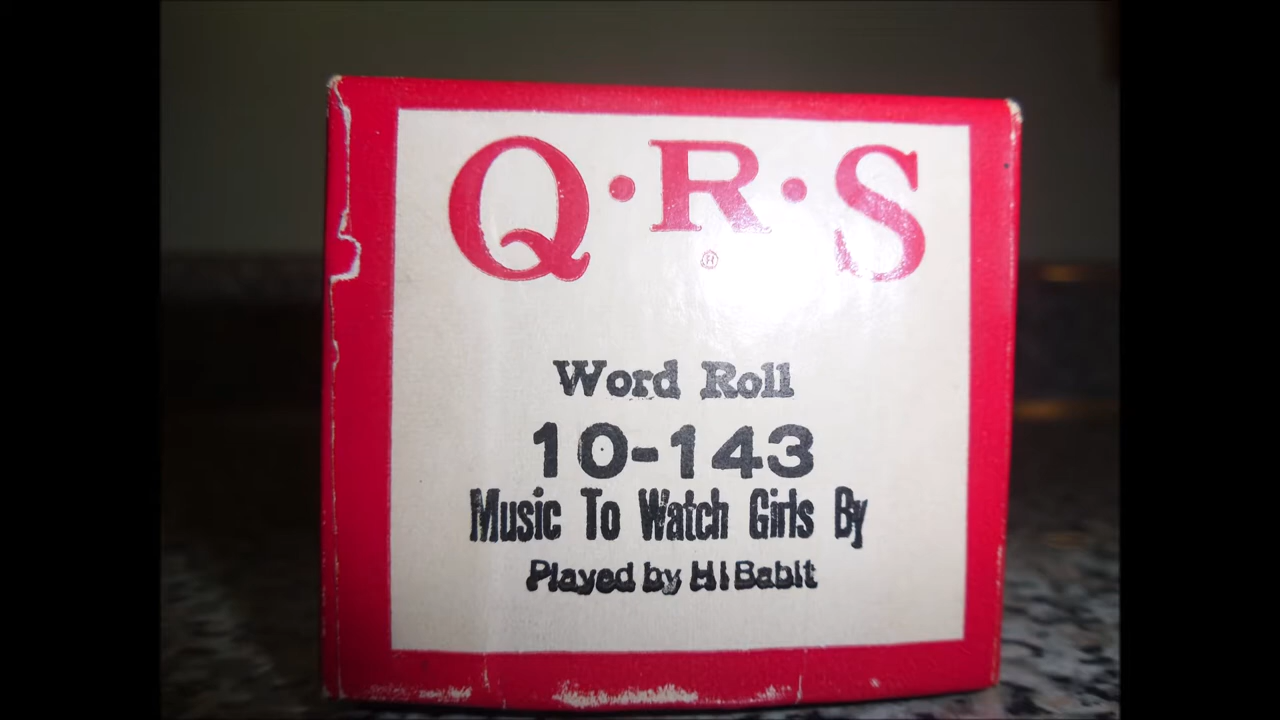 Q·R·S
®
Word Roll
10-143
Music To Watch Girls By
Played by Hi Babit